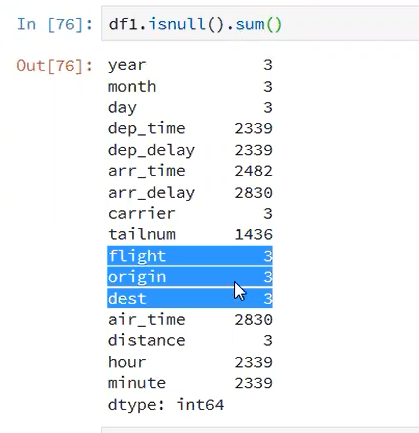 In [76]: df1.isnull().sum()
Out[76]: year 3
month 3
day 3
dep_time 2339
dep_delay 2339
arr_time 2482
arr_delay 2830
carrier 3
tailnum 1436
flight 3
origin 3
dest 3
air_time 2830
distance 3
hour 2339
minute 2339
dtype: int64